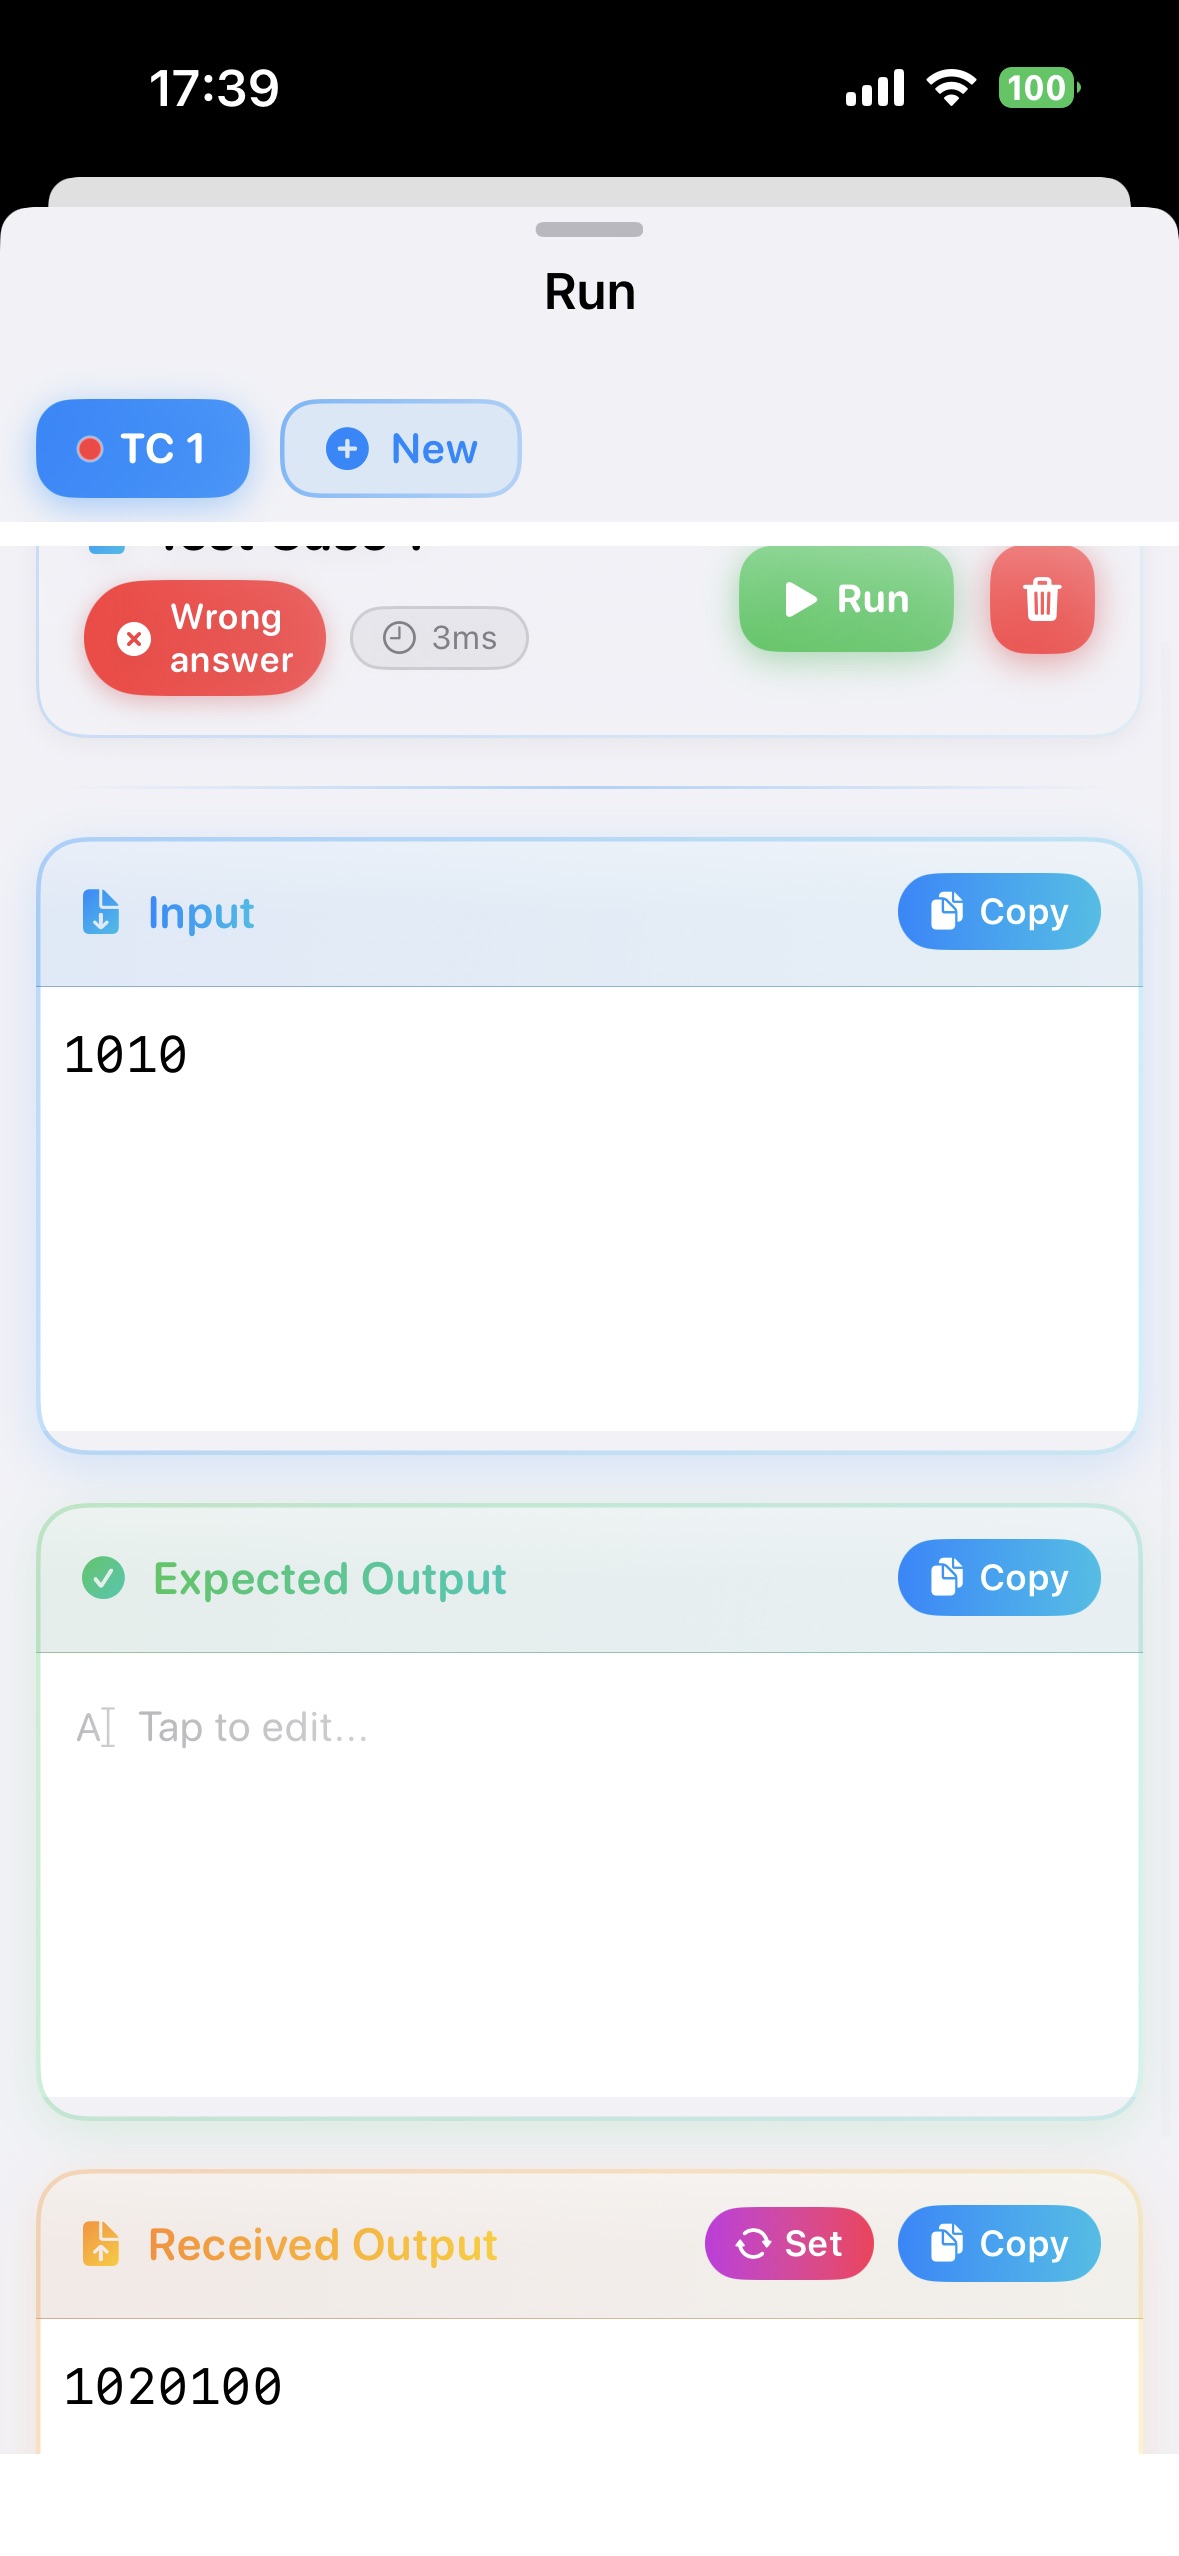 17:39
100
Run
TC 1
New
Wrong
answer
3ms
Run
Input
Copy
1010
Expected Output
Copy
Tap to edit...
Received Output
Set
Copy
1020100